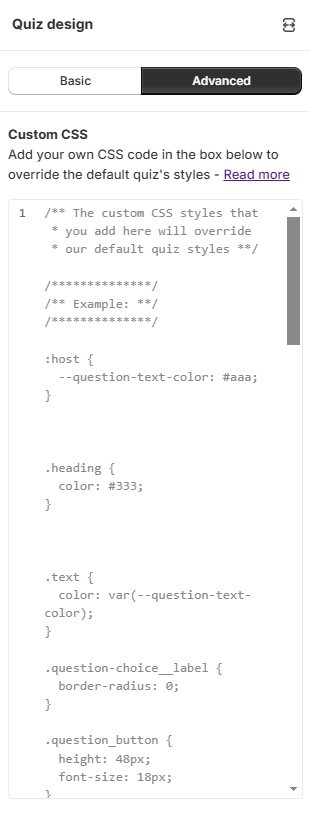 Quiz design
Basic
Advanced
Custom CSS
Add your own CSS code in the box below to
override the default quiz's styles - Read more
1
/** The custom CSS styles that
 * you add here will override
 * our default quiz styles **/
/**************/
/** Example: **/
/**************/
:host {
  --question-text-color: #aaa;
}
.heading {
  color: #333;
}
.text {
  color: var(--question-text-
color);
}
.question-choice__label {
  border-radius: 0;
}
.question_button {
  height: 48px;
  font-size: 18px;
}